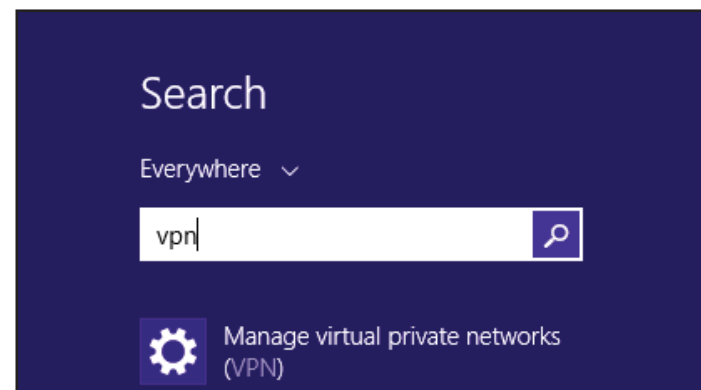 Search
Everywhere
vpn
Manage virtual private networks
(VPN)